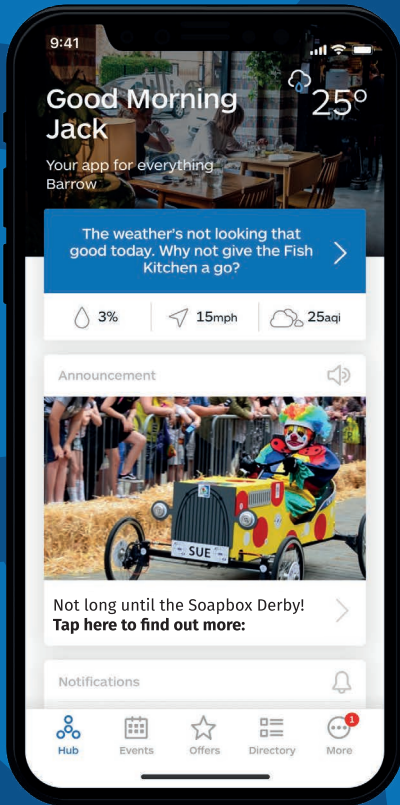 9:41
Good Morning
Jack
25°
Your app for everything
Barrow
The weather's not looking that
good today. Why not give the Fish
Kitchen a go?
3%
15mph
25aqi
Announcement
SUE
Not long until the Soapbox Derby!
Tap here to find out more:
Notifications
Hub
Events
Offers
Directory
More
1